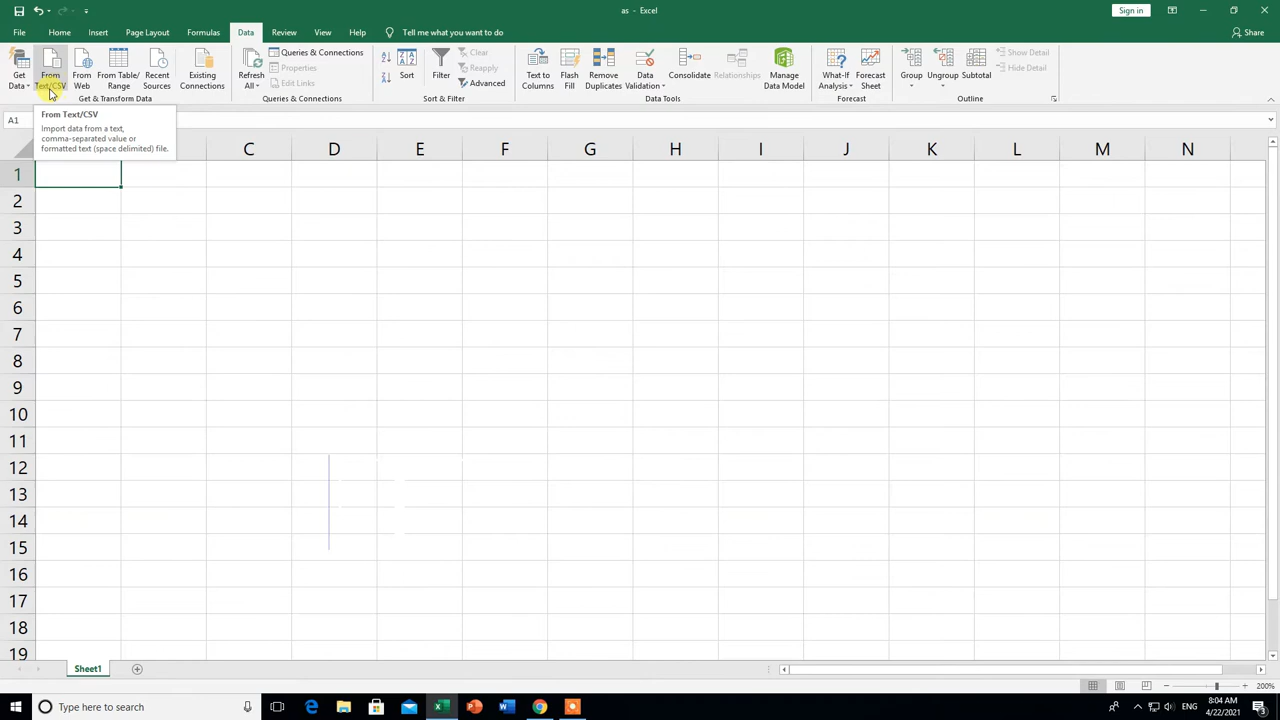 as - Excel
Sign in
File Home Insert Page Layout Formulas Data Review View Help Tell me what you want to do Share
Get Data
From Text/CSV
From Web
From Table/ Range
Recent Sources
Existing Connections
Get & Transform Data
Refresh All
Queries & Connections
Properties
Edit Links
Queries & Connections
Sort
Filter
Clear
Reapply
Advanced
Sort & Filter
Text to Columns
Flash Fill
Remove Duplicates
Data Validation
Consolidate
Relationships
Manage Data Model
Data Tools
What-If Analysis
Forecast Sheet
Forecast
Group
Ungroup
Subtotal
Show Detail
Hide Detail
Outline
A1
From Text/CSV
Import data from a text,
comma-separated value or
formatted text (space delimited) file.
C D E F G H I J K L M N
1
2
3
4
5
6
7
8
9
10
11
12
13
14
15
16
17
18
19
Sheet1
200%
Type here to search
ENG
8:04 AM
4/22/2021